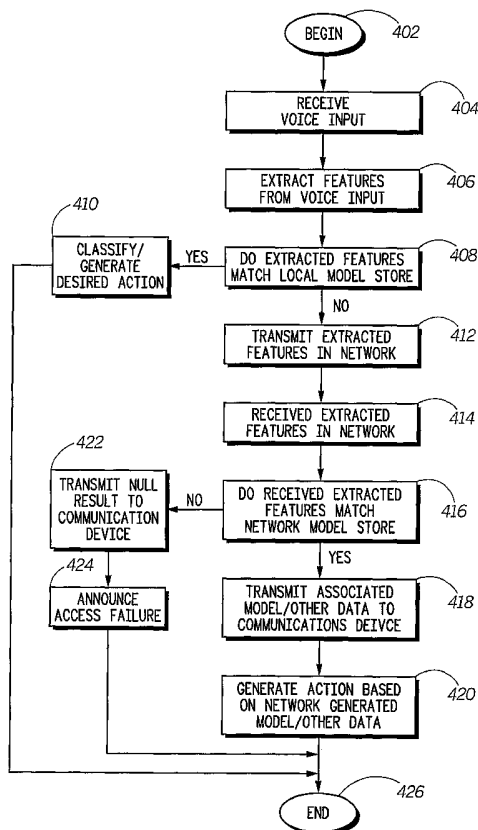 BEGIN
402
RECEIVE
VOICE INPUT
404
EXTRACT FEATURES
FROM VOICE INPUT
406
410
CLASSIFY/
GENERATE
DESIRED ACTION
YES
DO EXTRACTED FEATURES
MATCH LOCAL MODEL STORE
408
NO
TRANSMIT EXTRACTED
FEATURES IN NETWORK
412
RECEIVED EXTRACTED
FEATURES IN NETWORK
414
422
TRANSMIT NULL
RESULT TO
COMMUNICATION
DEVICE
NO
DO RECEIVED EXTRACTED
FEATURES MATCH
NETWORK MODEL STORE
416
YES
424
ANNOUNCE
ACCESS FAILURE
TRANSMIT ASSOCIATED
MODEL/OTHER DATA TO
COMMUNICATIONS DEIVCE
418
GENERATE ACTION BASED
ON NETWORK GENERATED
MODEL/OTHER DATA
420
END
426